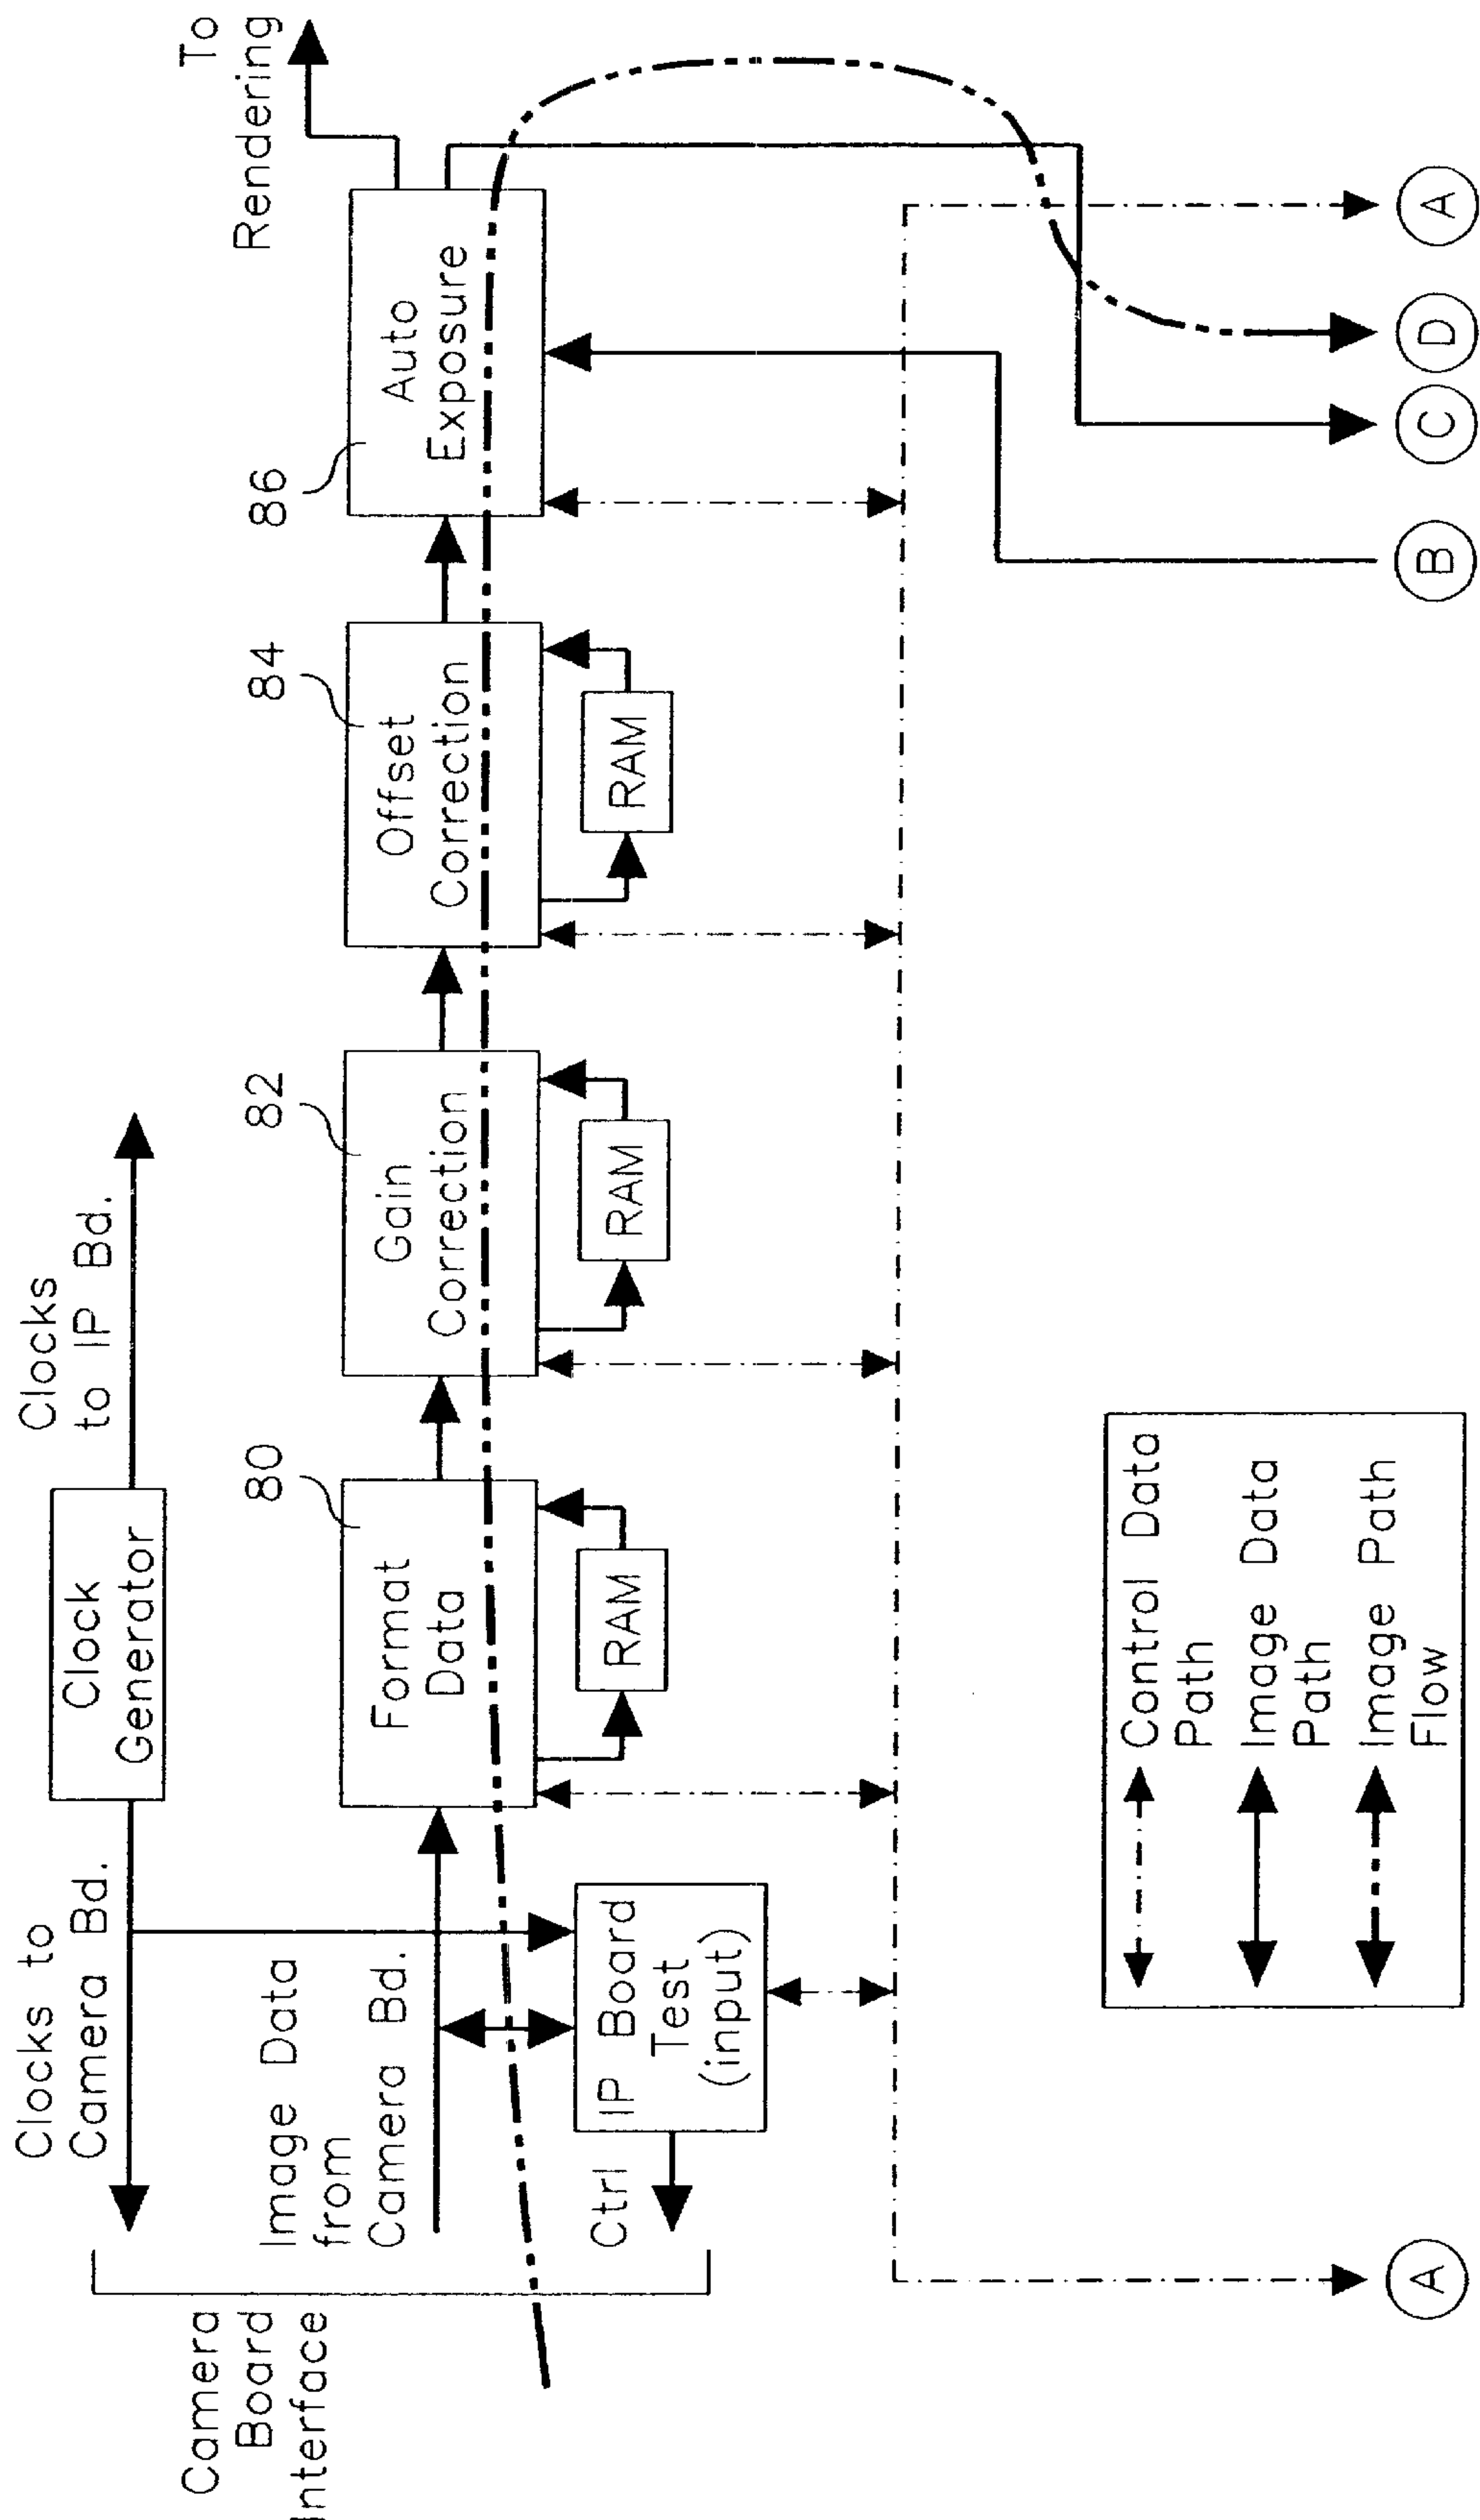 Clocks to
Camera Bd.
Clock
Generator
Clocks
to IP Bd.
To
Rendering
Camera
Board
Interface
Image Data
from
Camera Bd.
Ctrl
IP Board
Test
(input)
80
Format
Data
RAM
82
Gain
Correction
RAM
84
Offset
Correction
RAM
86
Auto
Exposure
Control Data
Path
Image Data
Path
Image Path
Flow
A
B
C
D
A